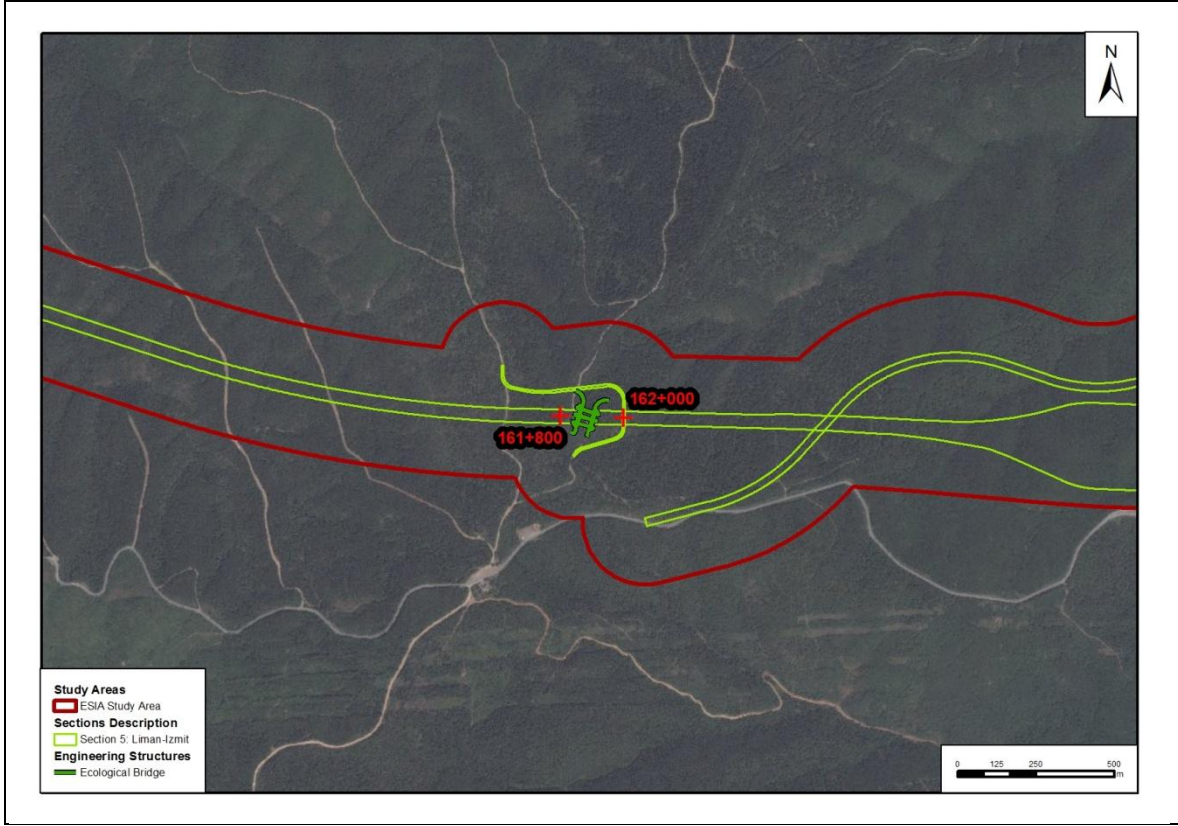 N
162+000
161+800
Study Areas
ESIA Study Area
Sections Description
Section 5: Liman-Izmit
Engineering Structures
Ecological Bridge
0 125 250 500
m